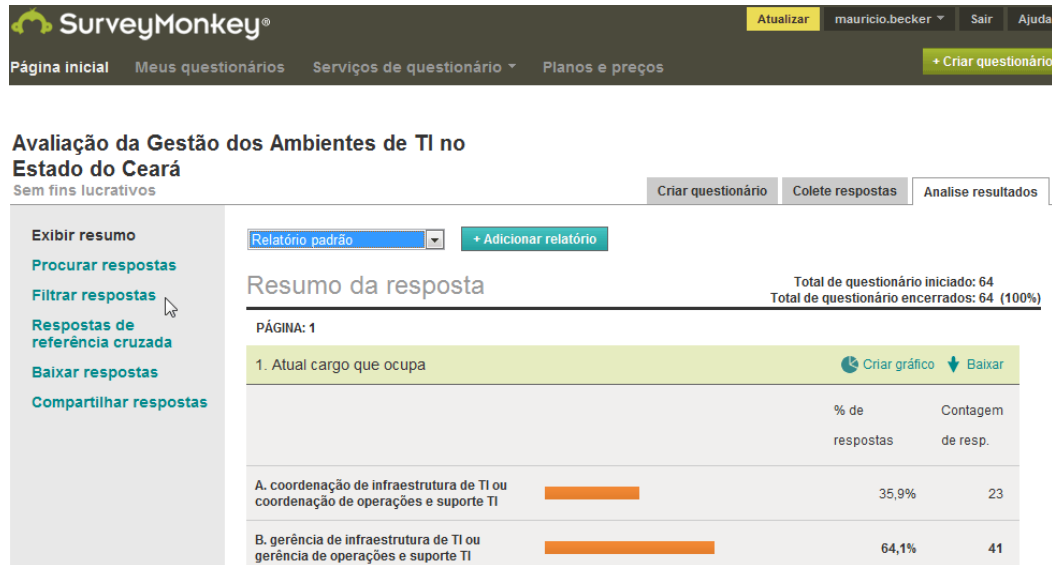 SurveyMonkey®
Atualizar mauricio.becker Sair Ajuda
Página inicial Meus questionários Serviços de questionário Planos e preços
+ Criar questionário
Avaliação da Gestão dos Ambientes de TI no
Estado do Ceará
Sem fins lucrativos
Criar questionário Colete respostas Analise resultados
Exibir resumo
Procurar respostas
Filtrar respostas
Respostas de
referência cruzada
Baixar respostas
Compartilhar respostas
Relatório padrão + Adicionar relatório
Resumo da resposta
Total de questionário iniciado: 64
Total de questionário encerrados: 64 (100%)
PÁGINA: 1
1. Atual cargo que ocupa Criar gráfico Baixar
% de
respostas
Contagem
de resp.
A. coordenação de infraestrutura de TI ou
coordenação de operações e suporte TI
35,9% 23
B. gerência de infraestrutura de TI ou
gerência de operações e suporte TI
64,1% 41